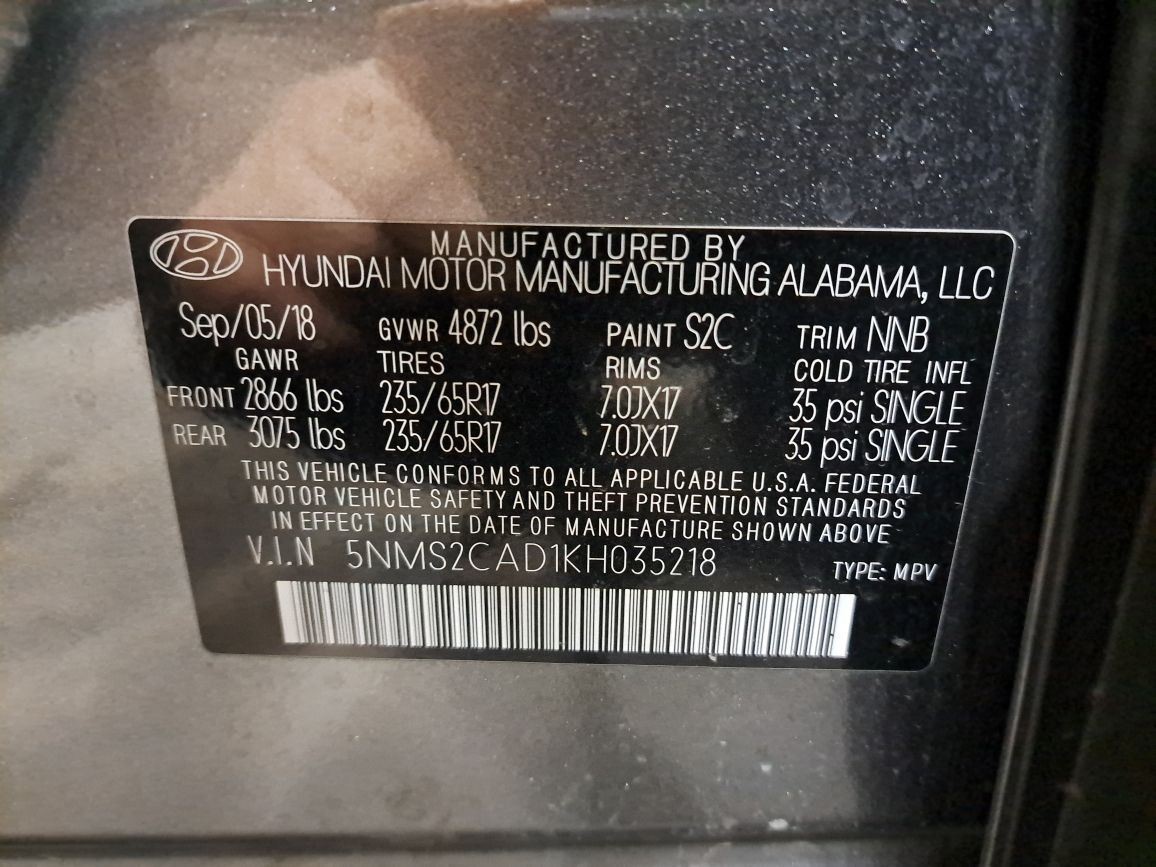 MANUFACTURED BY
HYUNDAI MOTOR MANUFACTURING ALABAMA, LLC
Sep/05/18 GVWR 4872 lbs PAINT S2C TRIM NNB
GAWR TIRES RIMS COLD TIRE INFL
FRONT 2866 lbs 235/65R17 7.0JX17 35 psi SINGLE
REAR 3075 lbs 235/65R17 7.0JX17 35 psi SINGLE
THIS VEHICLE CONFORMS TO ALL APPLICABLE U.S.A. FEDERAL
MOTOR VEHICLE SAFETY AND THEFT PREVENTION STANDARDS
IN EFFECT ON THE DATE OF MANUFACTURE SHOWN ABOVE
V.I.N 5NMS2CAD1KH035218 TYPE: MPV